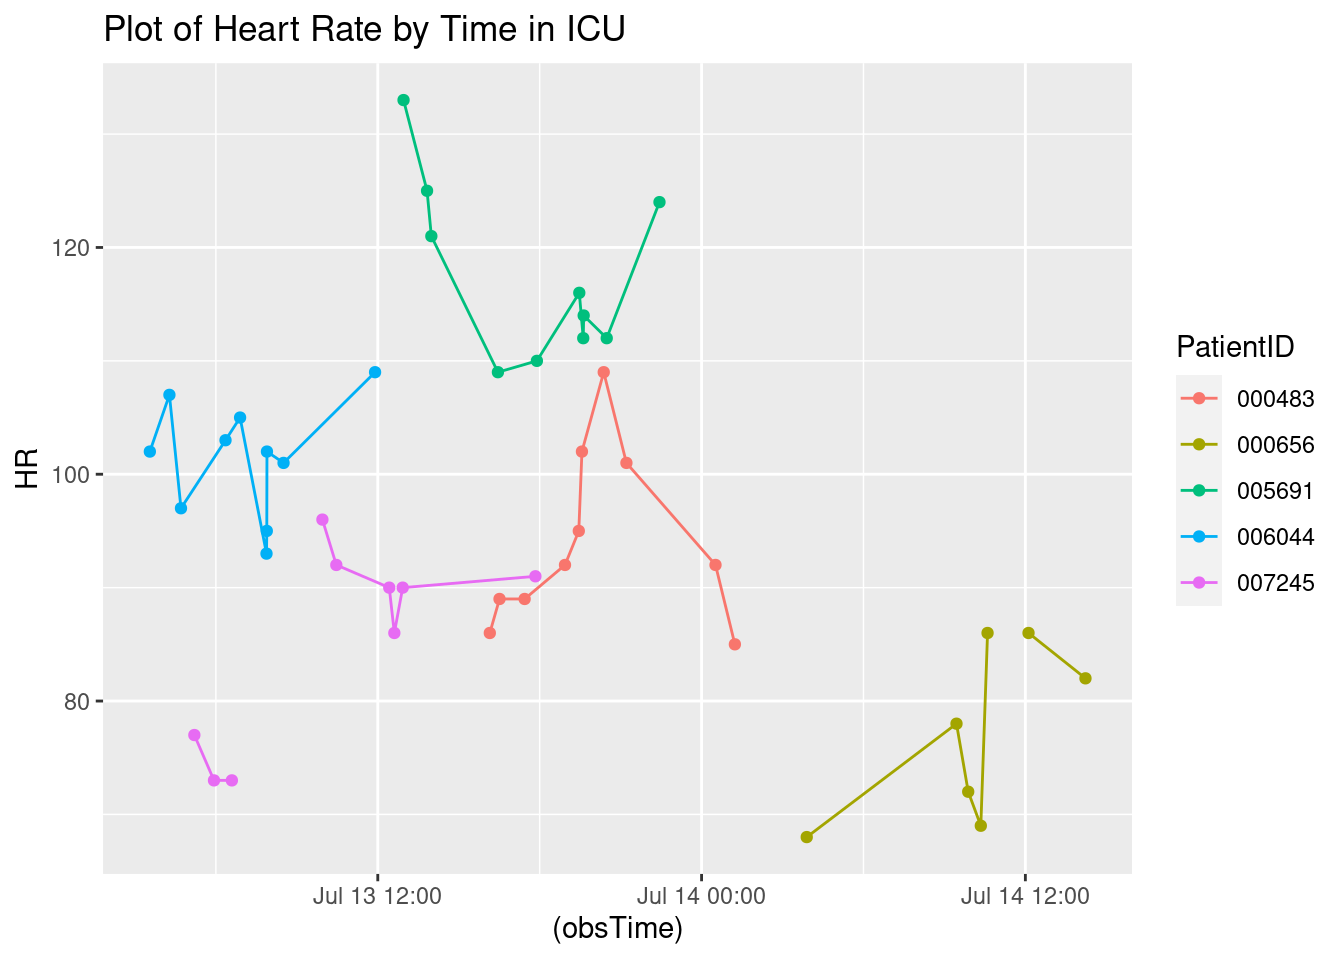 Plot of Heart Rate by Time in ICU
120
100
80
HR
Jul 13 12:00
Jul 14 00:00
Jul 14 12:00
(obsTime)
PatientID
000483
000656
005691
006044
007245